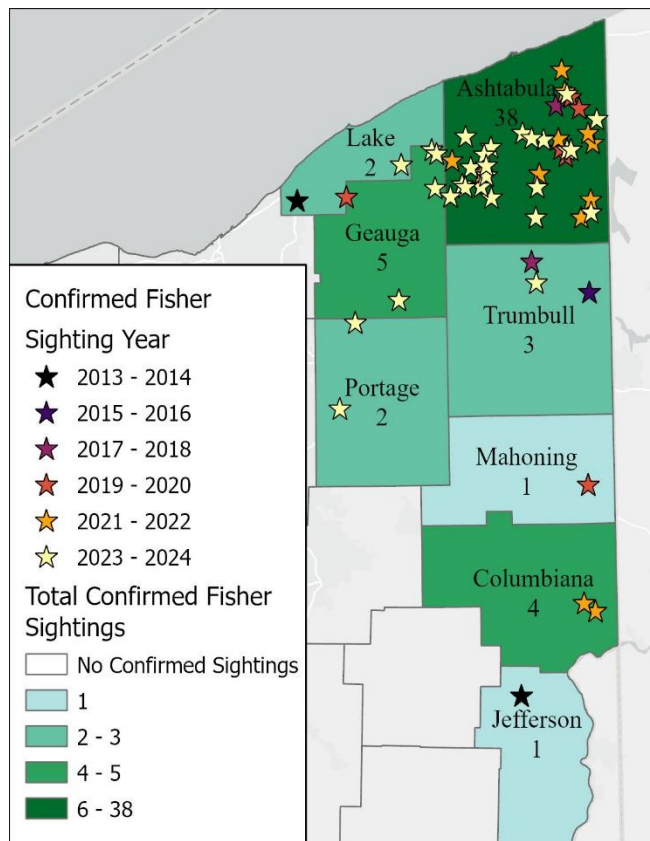 Ashtabula
38
Lake
2
Geauga
5
Trumbull
3
Portage
2
Mahoning
1
Columbiana
4
Jefferson
1
Confirmed Fisher
Sighting Year
2013 - 2014
2015 - 2016
2017 - 2018
2019 - 2020
2021 - 2022
2023 - 2024
Total Confirmed Fisher
Sightings
No Confirmed Sightings
1
2 - 3
4 - 5
6 - 38